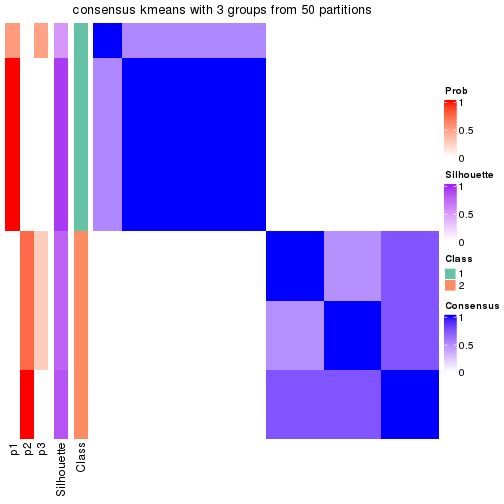 consensus kmeans with 3 groups from 50 partitions
Prob
1
0.5
0
Silhouette
1
0.5
0
Class
1
2
Consensus
1
0.5
0
p1
p2
p3
Silhouette
Class